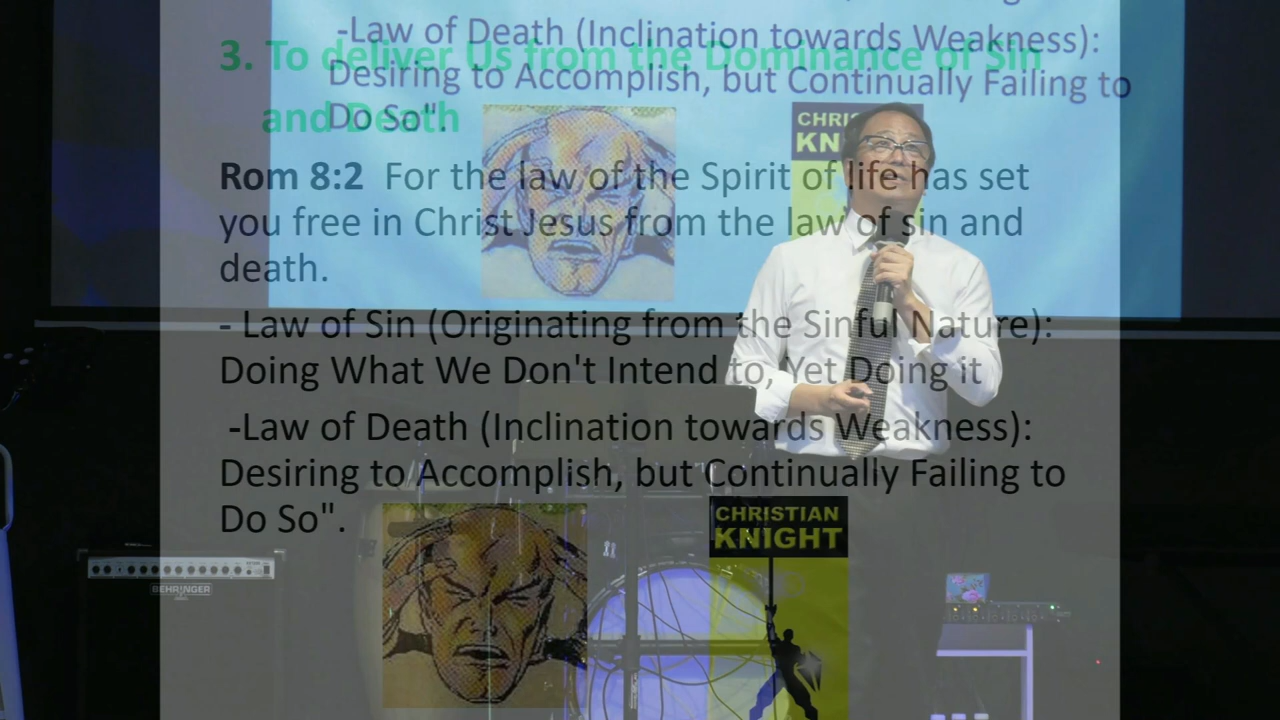 -Law of Death (Inclination towards Weakness):
Desiring to Accomplish, but Continually Failing to
Do So".
CHRIS
KN
3. To deliver Us from the Dominance of Sin
and Death
Rom 8:2 For the law of the Spirit of life has set
you free in Christ Jesus from the law of sin and
death.
- Law of Sin (Originating from the Sinful Nature):
Doing What We Don't Intend to, Yet Doing it
-Law of Death (Inclination towards Weakness):
Desiring to Accomplish, but Continually Failing to
Do So".
CHRISTIAN
KNIGHT
BEHRINGER